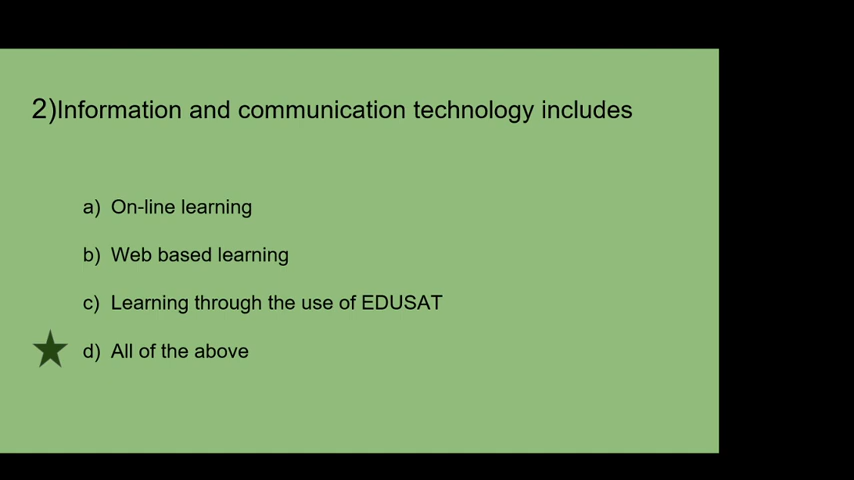 2)Information and communication technology includes
a) On-line learning
b) Web based learning
c) Learning through the use of EDUSAT
d) All of the above